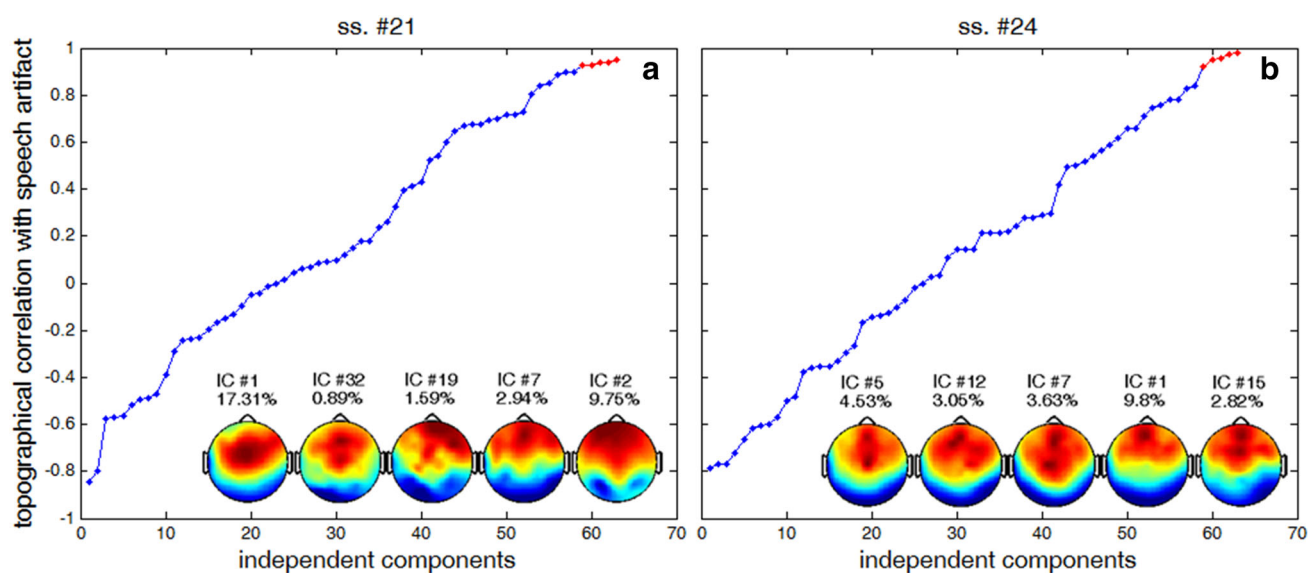 ss. #21
ss. #24
topographical correlation with speech artifact
1
0.8
0.6
0.4
0.2
0
-0.2
-0.4
-0.6
-0.8
-1
a
b
IC #1 IC #32 IC #19 IC #7 IC #2
17.31% 0.89% 1.59% 2.94% 9.75%
IC #5 IC #12 IC #7 IC #1 IC #15
4.53% 3.05% 3.63% 9.8% 2.82%
0 10 20 30 40 50 60 70
0 10 20 30 40 50 60 70
independent components
independent components